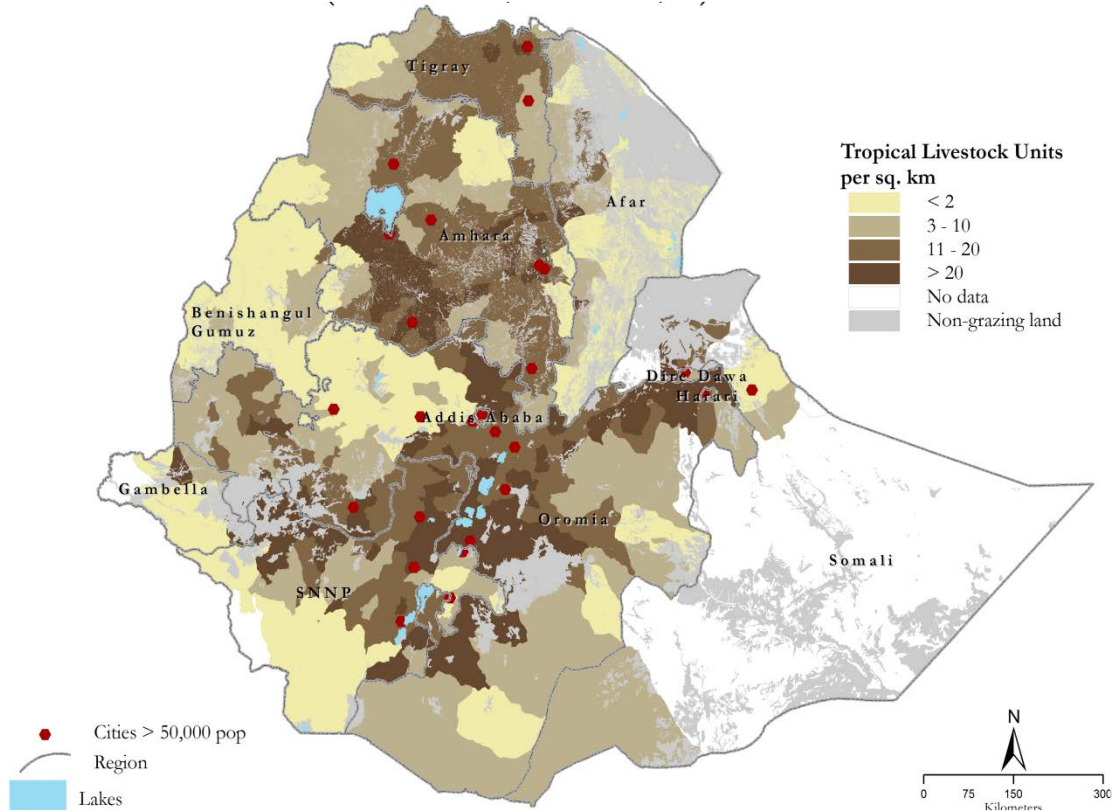 Tigray
Afar
Amhara
Benishangul
Gumuz
Dire Dawa
Harari
Addis Ababa
Gambella
Oromia
Somali
SNNP
Tropical Livestock Units
per sq. km
< 2
3 - 10
11 - 20
> 20
No data
Non-grazing land
Cities > 50,000 pop
Region
Lakes
N
0 75 150 300
Kilometers